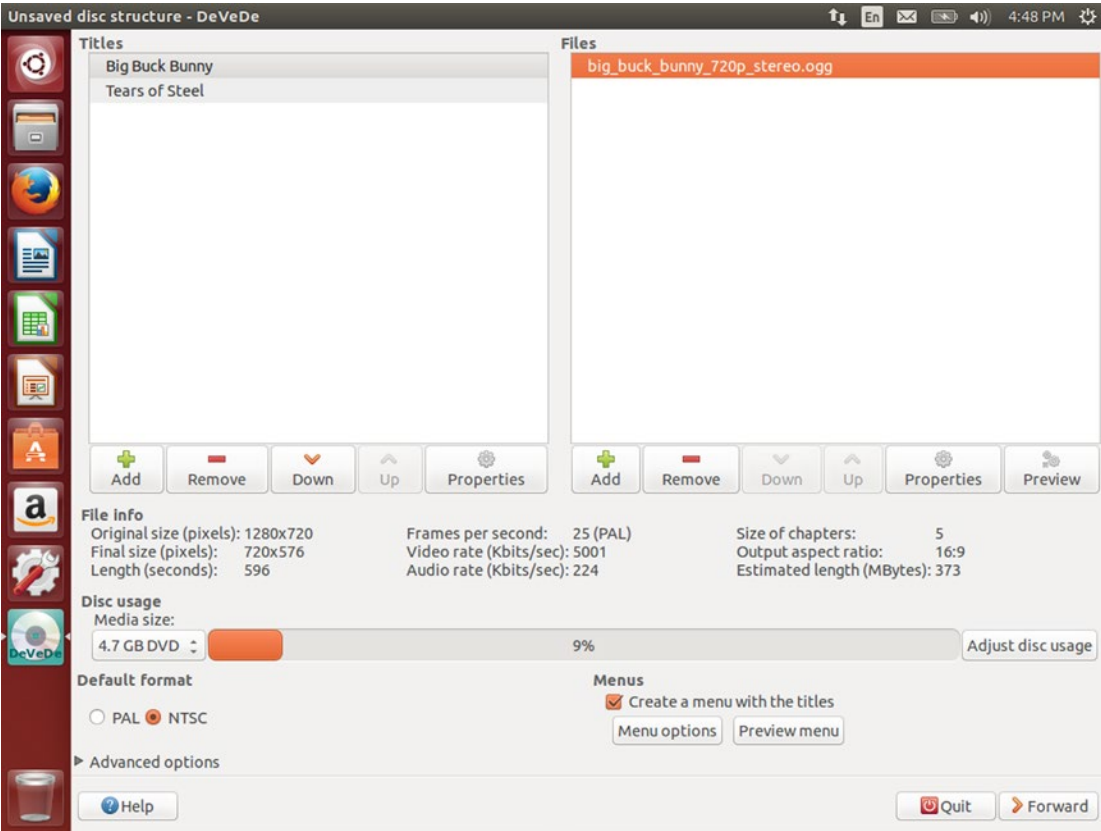 Unsaved disc structure - DeVeDe
En
4:48 PM
Titles
Big Buck Bunny
Tears of Steel
Add
Remove
Down
Up
Properties
Files
big_buck_bunny_720p_stereo.ogg
Add
Remove
Down
Up
Properties
Preview
File info
Original size (pixels): 1280x720
Final size (pixels): 720x576
Length (seconds): 596
Frames per second: 25 (PAL)
Video rate (Kbits/sec): 5001
Audio rate (Kbits/sec): 224
Size of chapters: 5
Output aspect ratio: 16:9
Estimated length (MBytes): 373
Disc usage
Media size:
4.7 GB DVD
9%
Adjust disc usage
Default format
PAL
NTSC
Menus
Create a menu with the titles
Menu options
Preview menu
Advanced options
Help
Quit
Forward
A
a
DeVeDe